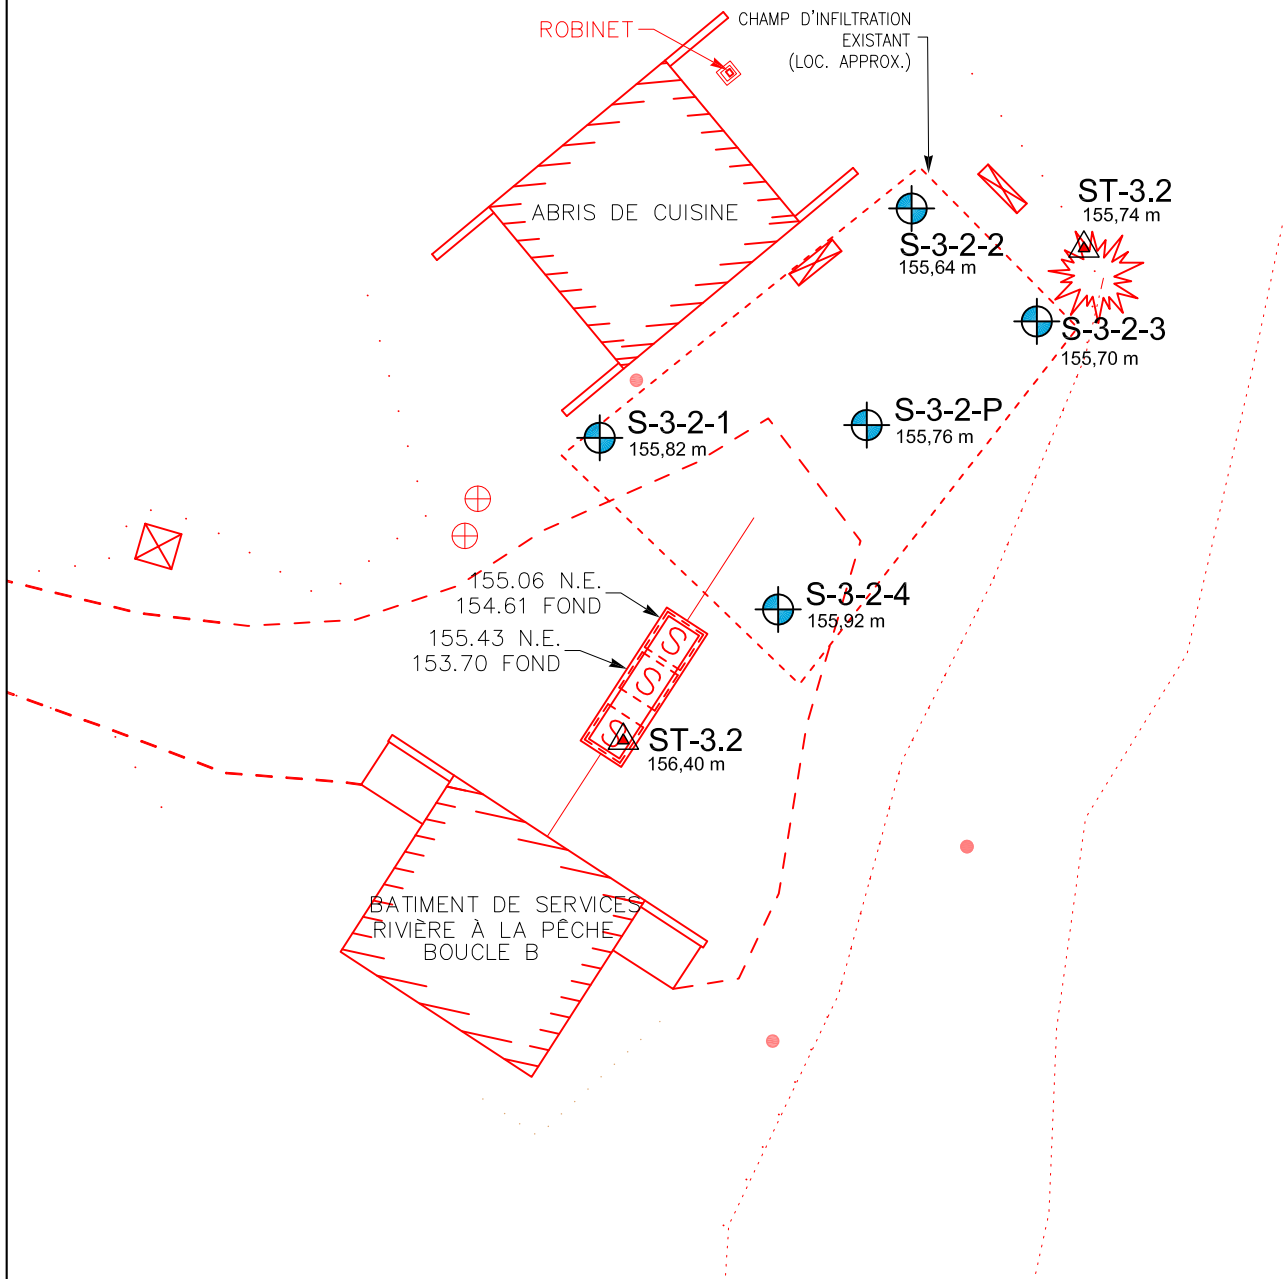 ROBINET
CHAMP D'INFILTRATION
EXISTANT
(LOC. APPROX.)
ABRIS DE CUISINE
ST-3.2
155,74 m
S-3-2-2
155,64 m
S-3-2-3
155,70 m
S-3-2-1
155,82 m
S-3-2-P
155,76 m
155.06 N.E.
154.61 FOND
S-3-2-4
155,92 m
155.43 N.E.
153.70 FOND
S S S
ST-3.2
156,40 m
BATIMENT DE SERVICES
RIVIÈRE À LA PÊCHE
BOUCLE B